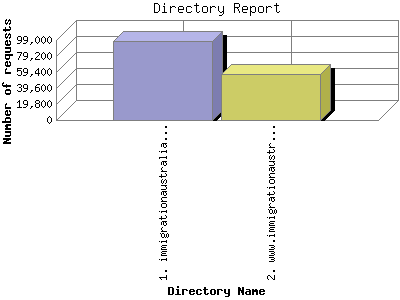 Directory Report
Number of requests
99,000
79,200
59,400
39,600
19,800
0
1. immigrationaustralia...
2. www.immigrationaustr...
Directory Name